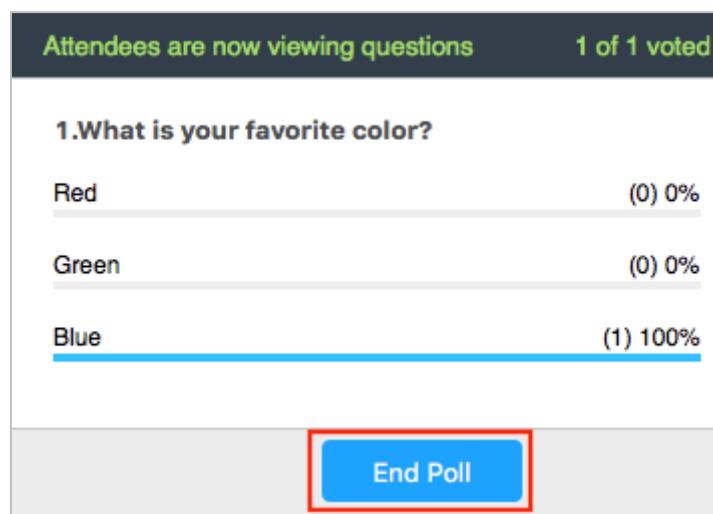 Attendees are now viewing questions 1 of 1 voted
1.What is your favorite color?
Red (0) 0%
Green (0) 0%
Blue (1) 100%
End Poll